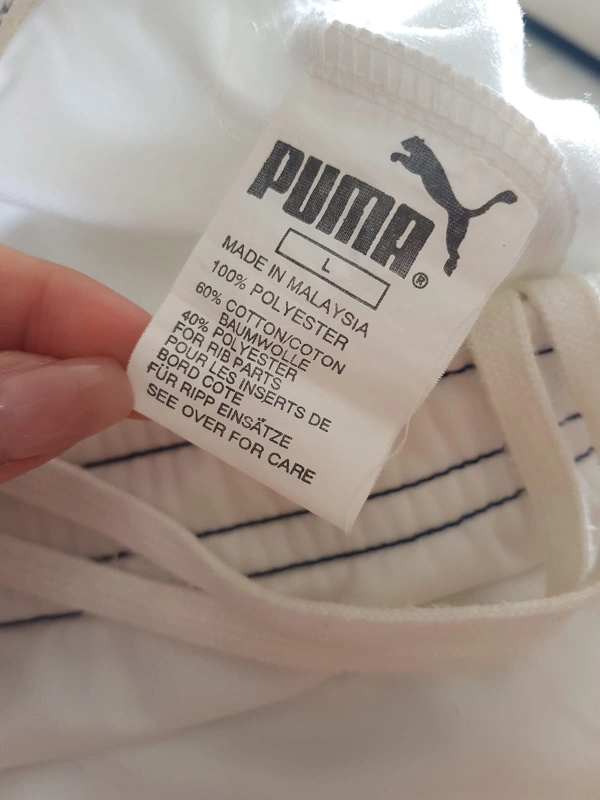 PUMA®
L
MADE IN MALAYSIA
100% POLYESTER
60% COTTON/COTON
BAUMWOLLE
40% POLYESTER
FOR RIB PARTS
POUR LES INSERTS DE
BORD COTE
FÜR RIPP EINSÄTZE
SEE OVER FOR CARE